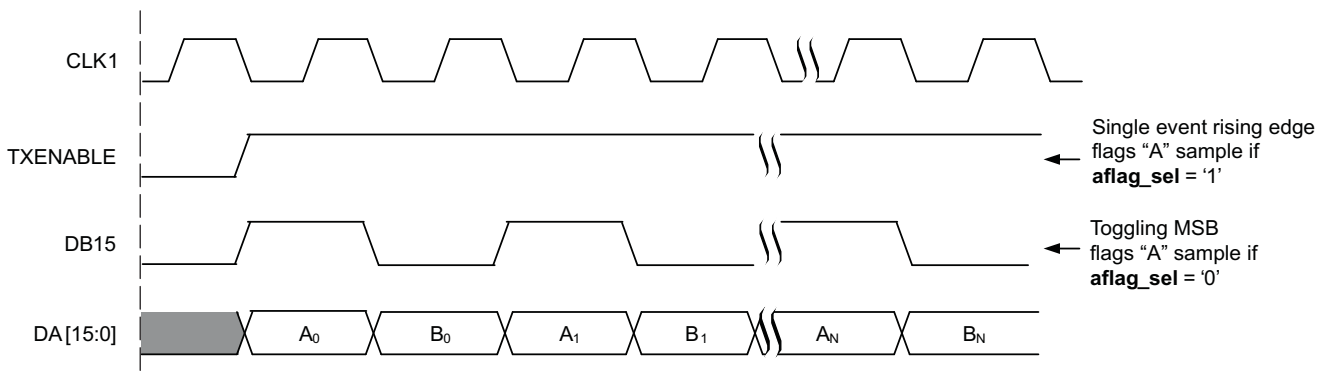 CLK1
TXENABLE
Single event rising edge
flags “A” sample if
aflag_sel = ‘1’
DB15
Toggling MSB
flags “A” sample if
aflag_sel = ‘0’
DA[15:0]
A0
B0
A1
B1
AN
BN